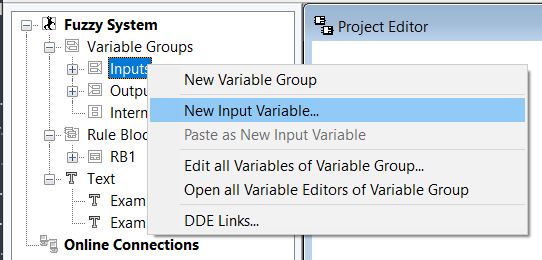 Fuzzy System
Variable Groups
Inputs
Outpu
Intern
Rule Block
RB1
Text
Exam
Exam
Online Connections
New Variable Group
New Input Variable...
Paste as New Input Variable
Edit all Variables of Variable Group...
Open all Variable Editors of Variable Group
DDE Links...
Project Editor